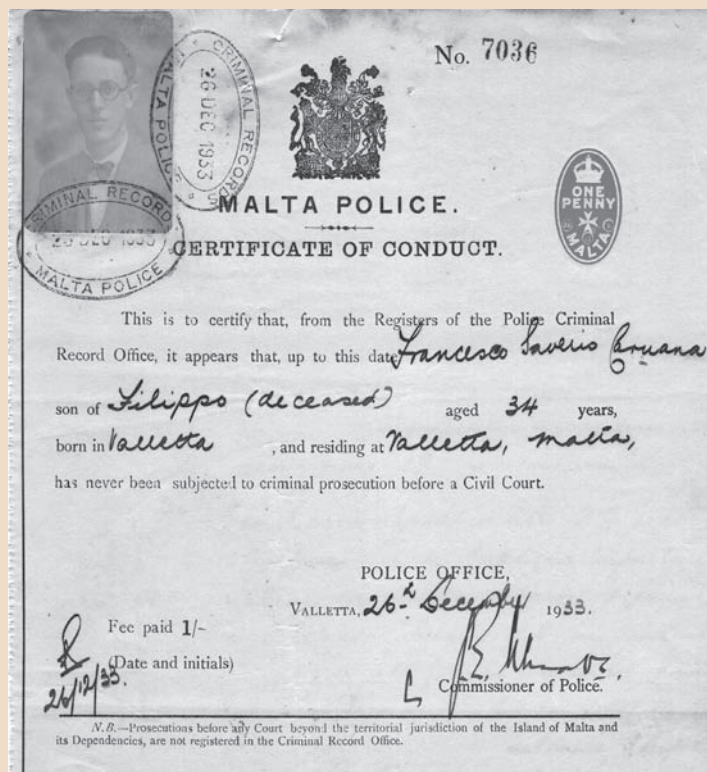 No. 7036
CRIMINAL RECORDS
26 DEC 1933
MALTA POLICE
CRIMINAL RECORD
26 DEC 1933
MALTA POLICE
ONE
PENNY
MALTA
MALTA POLICE.
CERTIFICATE OF CONDUCT.
This is to certify that, from the Registers of the Police Criminal
Record Office, it appears that, up to this date Francesco Saverio Caruana
son of Filippo (deceased) aged 34 years,
born in Valletta , and residing at Valletta, Malta,
has never been subjected to criminal prosecution before a Civil Court.
POLICE OFFICE,
VALLETTA, 26 December 1933.
Fee paid 1/-
(Date and initials)
26/12/33.
Commissioner of Police.
N.B.—Prosecutions before any Court beyond the territorial jurisdiction of the Island of Malta and
its Dependencies, are not registered in the Criminal Record Office.